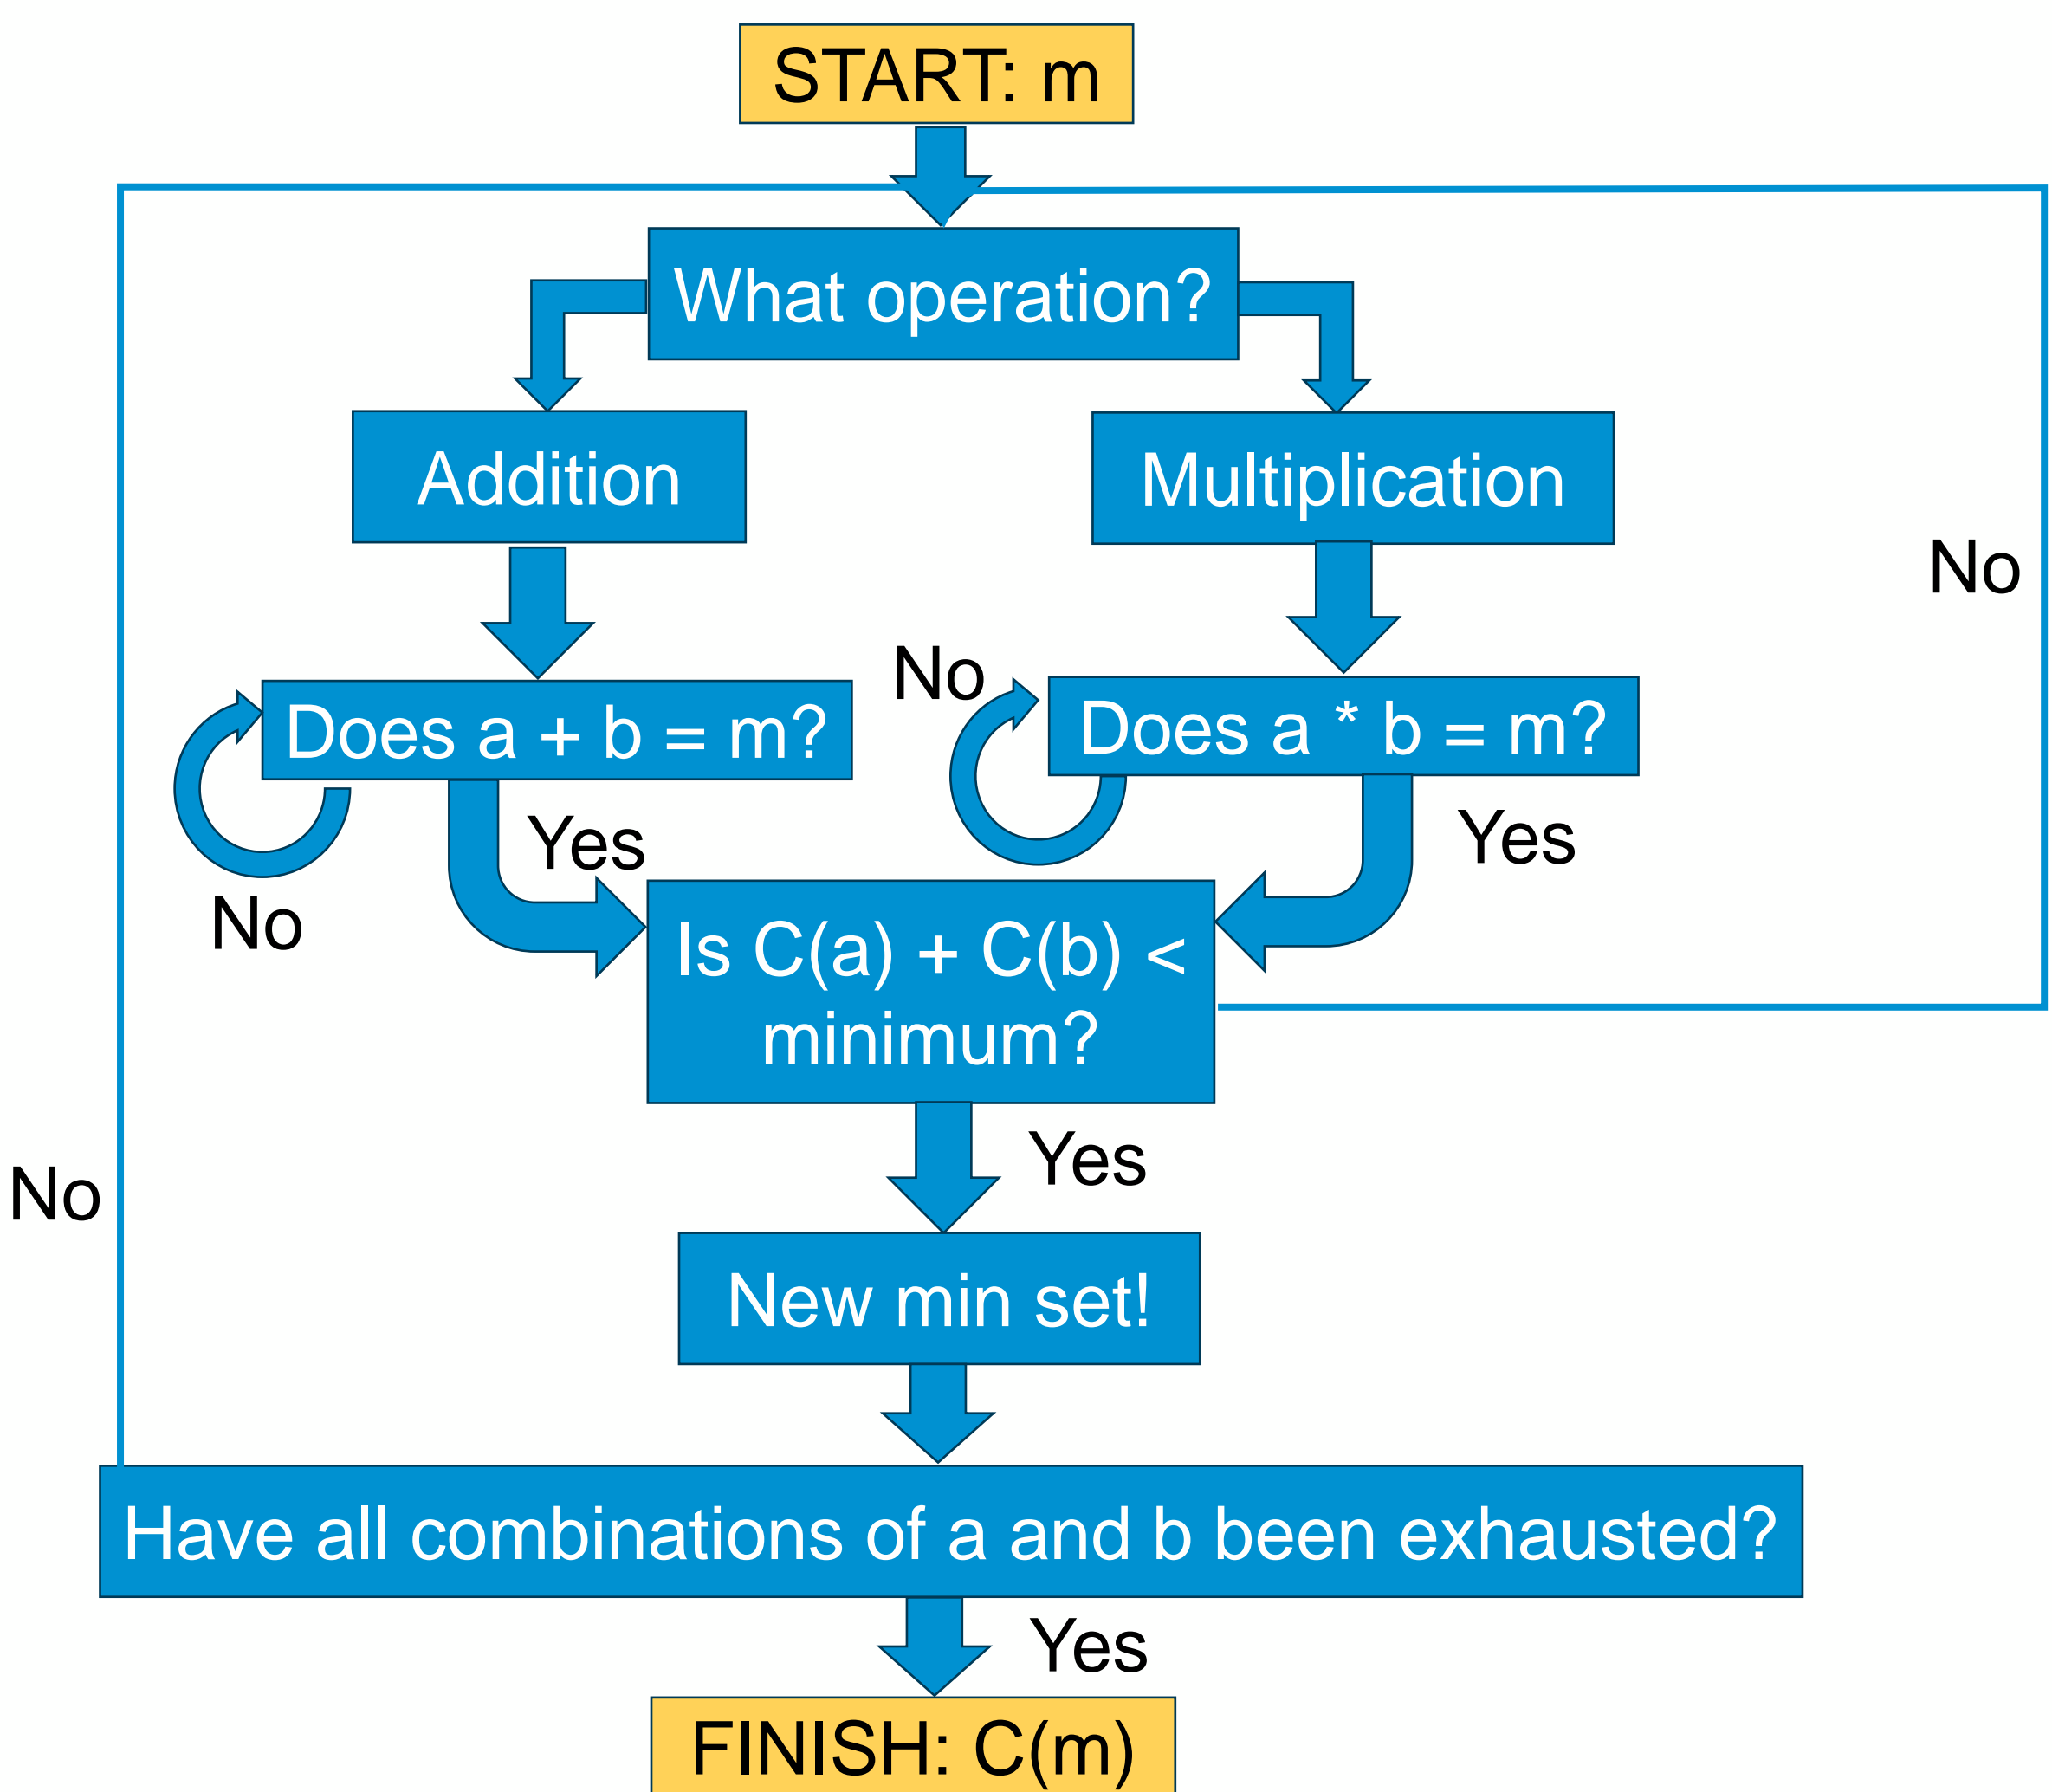 START: m
What operation?
Addition
Multiplication
No
No
Does a + b = m?
Does a * b = m?
Yes
Yes
No
Is C(a) + C(b) <
minimum?
Yes
No
New min set!
Have all combinations of a and b been exhausted?
Yes
FINISH: C(m)